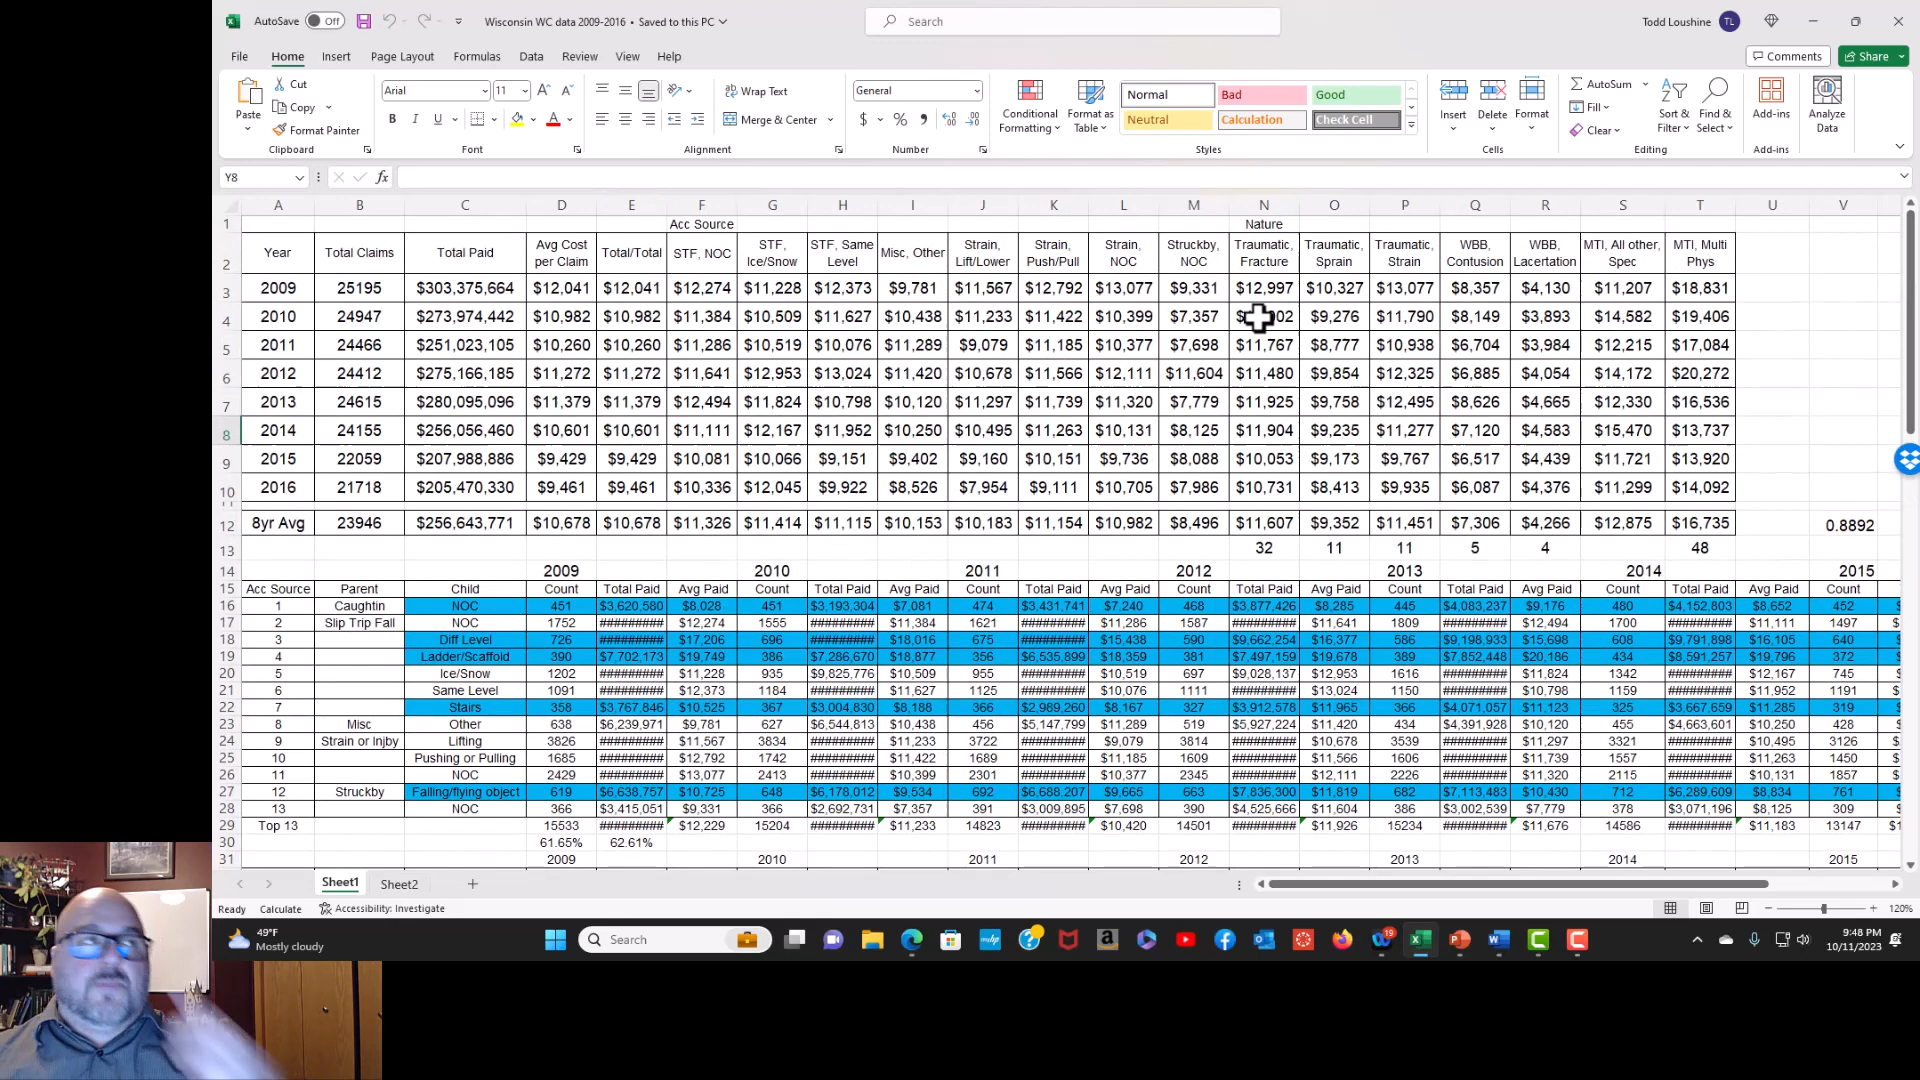 AutoSave Off Wisconsin WC data 2009-2016 • Saved to this PC Search Todd Loushine TL
File Home Insert Page Layout Formulas Data Review View Help Comments Share
Paste Cut Copy Format Painter Clipboard
Arial 11 B I U Font
Wrap Text Merge & Center Alignment
General $ % Number
Conditional Formatting Format as Table Normal Bad Good Neutral Calculation Check Cell Styles
Insert Delete Format Cells
AutoSum Fill Clear Sort & Filter Find & Select Editing
Add-ins Add-ins Analyze Data
Y8 fx
A B C D E F G H I J K L M N O P Q R S T U V
1 Acc Source Nature
2 Year Total Claims Total Paid Avg Cost per Claim Total/Total STF, NOC STF, Ice/Snow STF, Same Level Misc, Other Strain, Lift/Lower Strain, Push/Pull Strain, NOC Struckby, NOC Traumatic, Fracture Traumatic, Sprain Traumatic, Strain WBB, Contusion WBB, Lacertation MTI, All other, Spec MTI, Multi Phys
3 2009 25195 $303,375,664 $12,041 $12,041 $12,274 $11,228 $12,373 $9,781 $11,567 $12,792 $13,077 $9,331 $12,997 $10,327 $13,077 $8,357 $4,130 $11,207 $18,831
4 2010 24947 $273,974,442 $10,982 $10,982 $11,384 $10,509 $11,627 $10,438 $11,233 $11,422 $10,399 $7,357 $9,276 $11,790 $8,149 $3,893 $14,582 $19,406
5 2011 24466 $251,023,105 $10,260 $10,260 $11,286 $10,519 $10,076 $11,289 $9,079 $11,185 $10,377 $7,698 $11,767 $8,777 $10,938 $6,704 $3,984 $12,215 $17,084
6 2012 24412 $275,166,185 $11,272 $11,272 $11,641 $12,953 $13,024 $11,420 $10,678 $11,566 $12,111 $11,604 $11,480 $9,854 $12,325 $6,885 $4,054 $14,172 $20,272
7 2013 24615 $280,095,096 $11,379 $11,379 $12,494 $11,824 $10,798 $10,120 $11,297 $11,739 $11,320 $7,779 $11,925 $9,758 $12,495 $8,626 $4,665 $12,330 $16,536
8 2014 24155 $256,056,460 $10,601 $10,601 $11,111 $12,167 $11,952 $10,250 $10,495 $11,263 $10,131 $8,125 $11,904 $9,235 $11,277 $7,120 $4,583 $15,470 $13,737
9 2015 22059 $207,988,886 $9,429 $9,429 $10,081 $10,066 $9,151 $9,402 $9,160 $10,151 $9,736 $8,088 $10,053 $9,173 $9,767 $6,517 $4,439 $11,721 $13,920
10 2016 21718 $205,470,330 $9,461 $9,461 $10,336 $12,045 $9,922 $8,526 $7,954 $9,111 $10,705 $7,986 $10,731 $8,413 $9,935 $6,087 $4,376 $11,299 $14,092
12 8yr Avg 23946 $256,643,771 $10,678 $10,678 $11,326 $11,414 $11,115 $10,153 $10,183 $11,154 $10,982 $8,496 $11,607 $9,352 $11,451 $7,306 $4,266 $12,875 $16,735 0.8892
13 32 11 11 5 4 48
14 2009 2010 2011 2012 2013 2014 2015
15 Acc Source Parent Child Count Total Paid Avg Paid Count Total Paid Avg Paid Count Total Paid Avg Paid Count Total Paid Avg Paid Count Total Paid Avg Paid Count Total Paid Avg Paid Count
16 1 Caughtin NOC 451 $3,620,580 $8,028 451 $3,193,304 $7,081 474 $3,431,741 $7,240 468 $3,877,426 $8,285 445 $4,083,237 $9,176 480 $4,152,803 $8,652 452
17 2 Slip Trip Fall NOC 1752 ######### $12,274 1555 ######### $11,384 1621 ######### $11,286 1587 ######### $11,641 1809 ######### $12,494 1700 ######### $11,111 1497
18 3 Diff Level 726 ######### $17,206 696 ######### $18,016 675 ######### $15,438 590 $9,662,254 $16,377 586 $9,198,933 $15,698 608 $9,791,898 $16,105 640
19 4 Ladder/Scaffold 390 $7,702,173 $19,749 386 $7,286,670 $18,877 356 $6,535,899 $18,359 381 $7,497,159 $19,678 389 $7,852,448 $20,186 434 $8,591,257 $19,796 372
20 5 Ice/Snow 1202 ######### $11,228 935 $9,825,776 $10,509 955 ######### $10,519 697 $9,028,137 $12,953 1616 ######### $11,824 1342 ######### $12,167 745
21 6 Same Level 1091 ######### $12,373 1184 ######### $11,627 1125 ######### $10,076 1111 ######### $13,024 1150 ######### $10,798 1159 ######### $11,952 1191
22 7 Stairs 358 $3,767,846 $10,525 367 $3,004,830 $8,188 366 $2,989,260 $8,167 327 $3,912,578 $11,965 366 $4,071,057 $11,123 325 $3,667,659 $11,285 319
23 8 Misc Other 638 $6,239,971 $9,781 627 $6,544,813 $10,438 456 $5,147,799 $11,289 519 $5,927,224 $11,420 434 $4,391,928 $10,120 455 $4,663,601 $10,250 428
24 9 Strain or Injby Lifting 3826 ######### $11,567 3834 ######### $11,233 3722 ######### $9,079 3814 ######### $10,678 3539 ######### $11,297 3321 ######### $10,495 3126
25 10 Pushing or Pulling 1685 ######### $12,792 1742 ######### $11,422 1689 ######### $11,185 1609 ######### $11,566 1606 ######### $11,739 1557 ######### $11,263 1450
26 11 NOC 2429 ######### $13,077 2413 ######### $10,399 2301 ######### $10,377 2345 ######### $12,111 2226 ######### $11,320 2115 ######### $10,131 1857
27 12 Struckby Falling/flying object 619 $6,638,757 $10,725 648 $6,178,012 $9,534 692 $6,688,207 $9,665 663 $7,836,300 $11,819 682 $7,113,483 $10,430 712 $6,289,609 $8,834 761
28 13 NOC 366 $3,415,051 $9,331 366 $2,692,731 $7,357 391 $3,009,895 $7,698 390 $4,525,666 $11,604 386 $3,002,539 $7,779 378 $3,071,196 $8,125 309
29 Top 13 15533 ######### $12,229 15204 ######### $11,233 14823 ######### $10,420 14501 ######### $11,926 15234 ######### $11,676 14586 ######### $11,183 13147
30 61.65% 62.61%
31 2009 2010 2011 2012 2013 2014 2015
Sheet1 Sheet2
Ready Calculate Accessibility: Investigate 120%
49°F Mostly cloudy Search 19 9:48 PM 10/11/2023